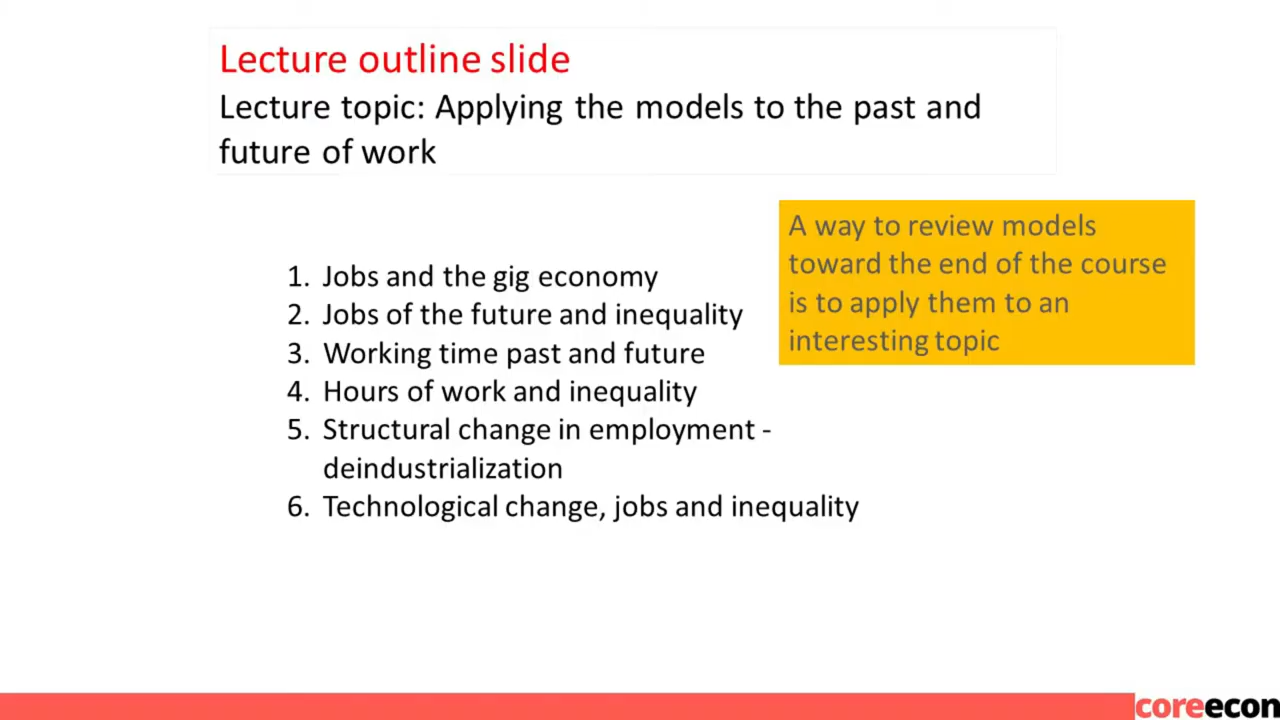 Lecture outline slide
Lecture topic: Applying the models to the past and
future of work
A way to review models
toward the end of the course
is to apply them to an
interesting topic
1. Jobs and the gig economy
2. Jobs of the future and inequality
3. Working time past and future
4. Hours of work and inequality
5. Structural change in employment -
deindustrialization
6. Technological change, jobs and inequality
coreecon